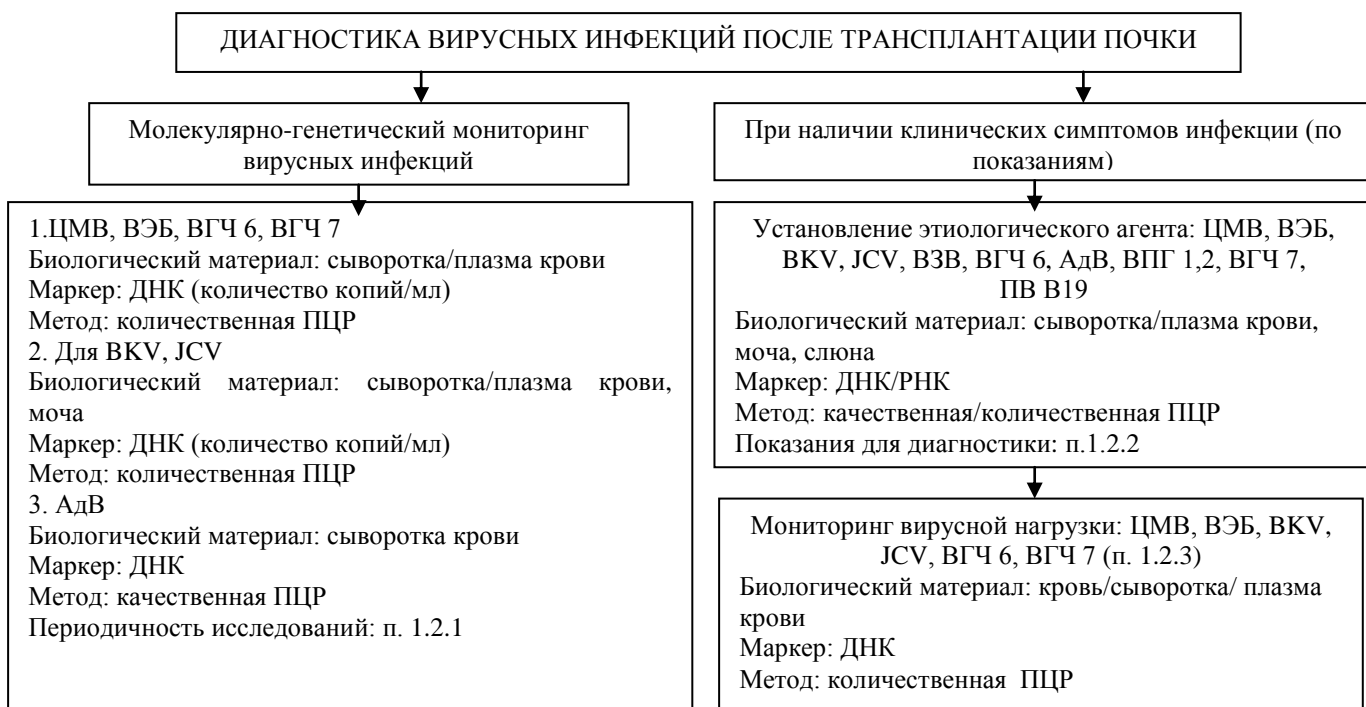 ДИАГНОСТИКА ВИРУСНЫХ ИНФЕКЦИЙ ПОСЛЕ ТРАНСПЛАНТАЦИИ ПОЧКИ
Молекулярно-генетический мониторинг
вирусных инфекций
1.ЦМВ, ВЭБ, ВГЧ 6, ВГЧ 7
Биологический материал: сыворотка/плазма крови
Маркер: ДНК (количество копий/мл)
Метод: количественная ПЦР
2. Для BKV, JCV
Биологический материал: сыворотка/плазма крови,
моча
Маркер: ДНК (количество копий/мл)
Метод: количественная ПЦР
3. АдВ
Биологический материал: сыворотка крови
Маркер: ДНК
Метод: качественная ПЦР
Периодичность исследований: п. 1.2.1
При наличии клинических симптомов инфекции (по
показаниям)
Установление этиологического агента: ЦМВ, ВЭБ,
BKV, JCV, ВЗВ, ВГЧ 6, АдВ, ВПГ 1,2, ВГЧ 7,
ПВ В19
Биологический материал: сыворотка/плазма крови,
моча, слюна
Маркер: ДНК/РНК
Метод: качественная/количественная ПЦР
Показания для диагностики: п.1.2.2
Мониторинг вирусной нагрузки: ЦМВ, ВЭБ, BKV,
JCV, ВГЧ 6, ВГЧ 7 (п. 1.2.3)
Биологический материал: кровь/сыворотка/ плазма
крови
Маркер: ДНК
Метод: количественная ПЦР